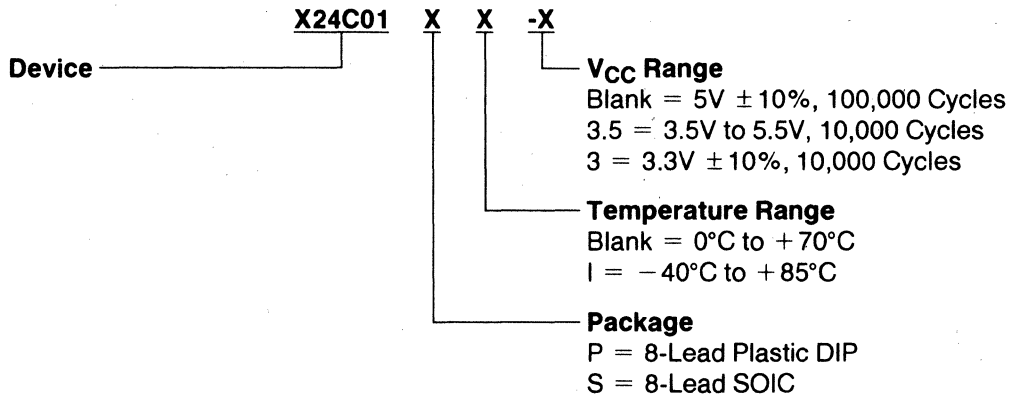 X24C01 X X -X
Device
VCC Range
Blank = 5V ±10%, 100,000 Cycles
3.5 = 3.5V to 5.5V, 10,000 Cycles
3 = 3.3V ±10%, 10,000 Cycles
Temperature Range
Blank = 0°C to +70°C
I = −40°C to +85°C
Package
P = 8-Lead Plastic DIP
S = 8-Lead SOIC